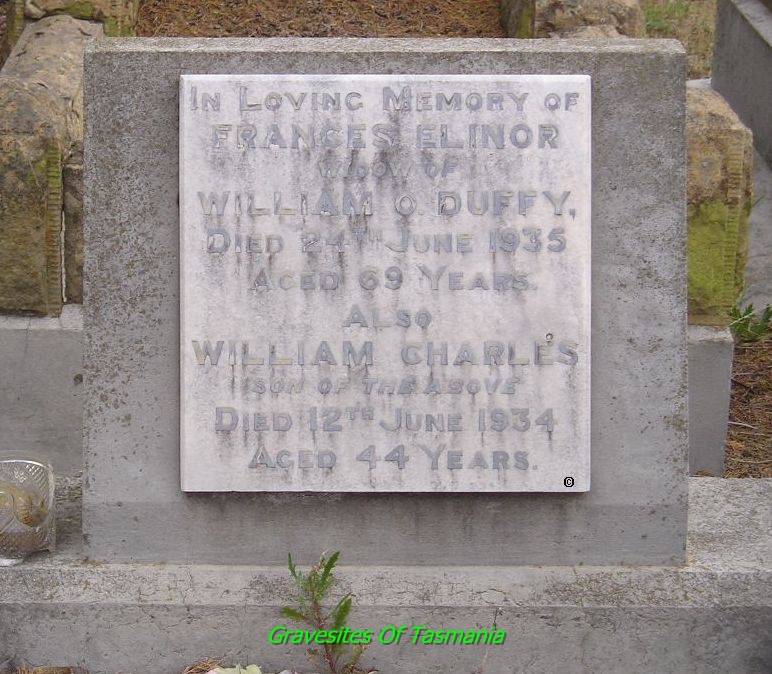 IN LOVING MEMORY OF
FRANCES ELINOR
WIDOW OF
WILLIAM O. DUFFY,
DIED 24TH JUNE 1935
AGED 69 YEARS.
ALSO
WILLIAM CHARLES
SON OF THE ABOVE
DIED 12TH JUNE 1934
AGED 44 YEARS.
©
Gravesites Of Tasmania